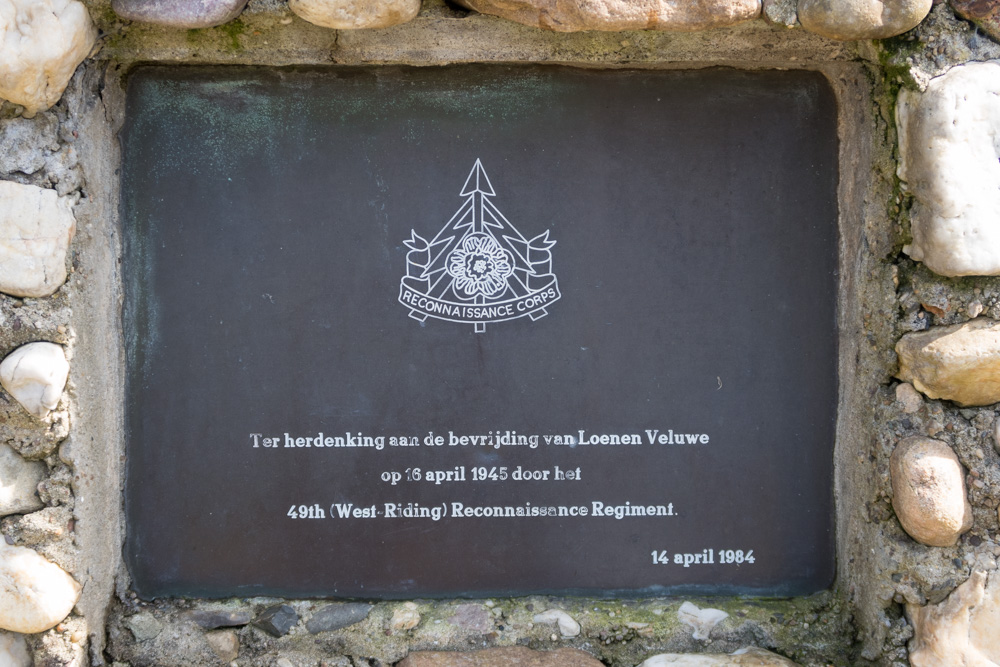 RECONNAISSANCE CORPS
Ter herdenking aan de bevrijding van Loenen Veluwe
op 16 april 1945 door het
49th (West-Riding) Reconnaissance Regiment.
14 april 1984